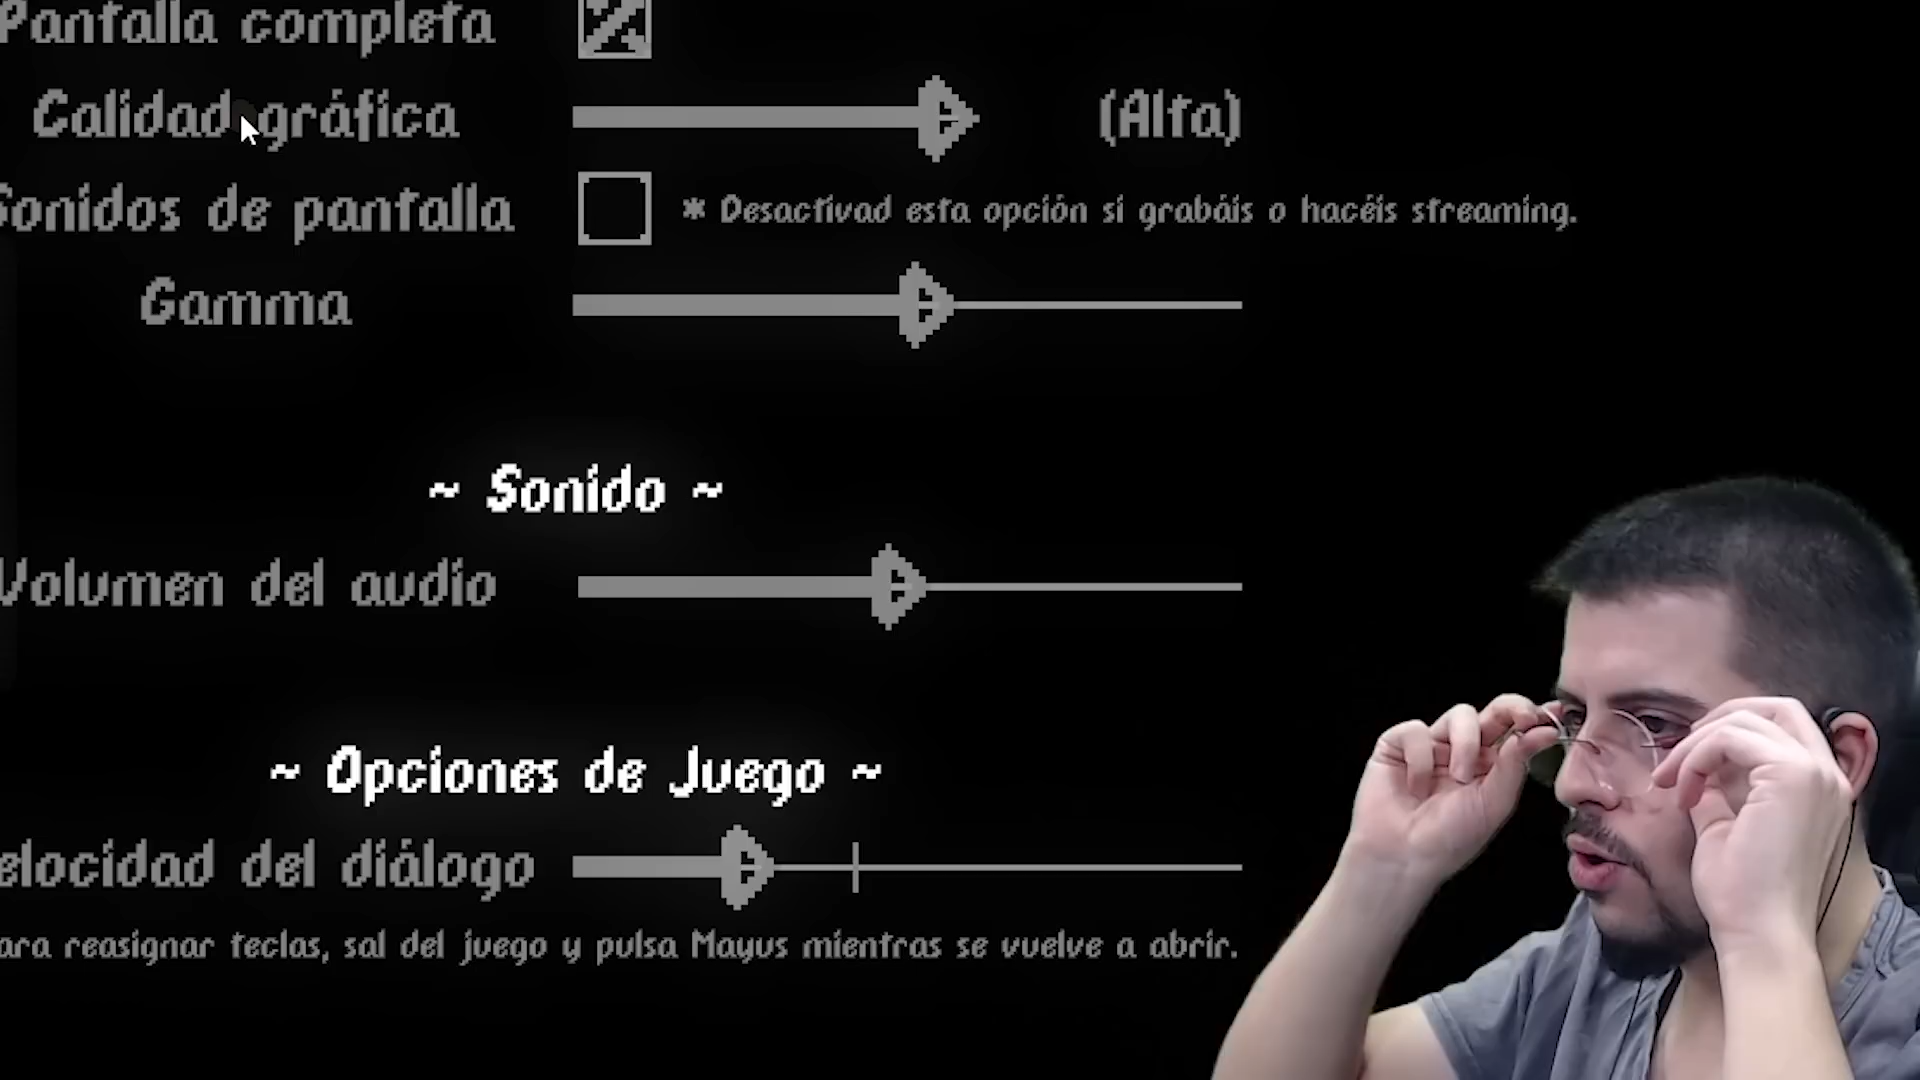 Pantalla completa
Calidad gráfica (Alta)
Sonidos de pantalla * Desactivad esta opción si grabáis o hacéis streaming.
Gamma
~ Sonido ~
Volumen del audio
~ Opciones de Juego ~
elocidad del diálogo
ara reasignar teclas, sal del juego y pulsa Mayus mientras se vuelve a abrir.